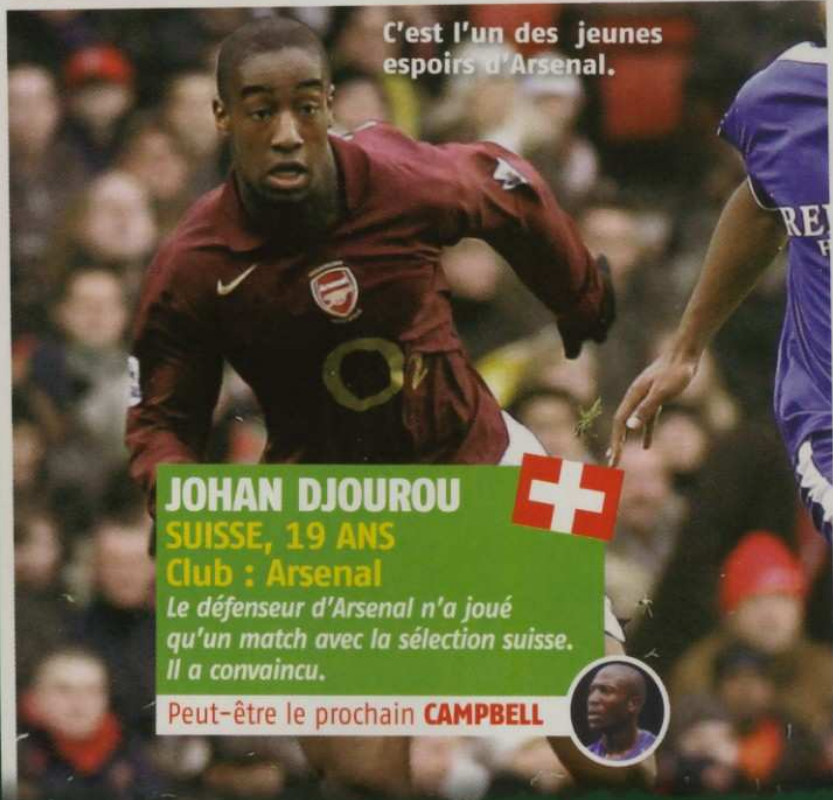 C'est l'un des jeunes
espoirs d'Arsenal.
JOHAN DJOUROU
SUISSE, 19 ANS
Club : Arsenal
Le défenseur d'Arsenal n'a joué
qu'un match avec la sélection suisse.
Il a convaincu.
Peut-être le prochain CAMPBELL